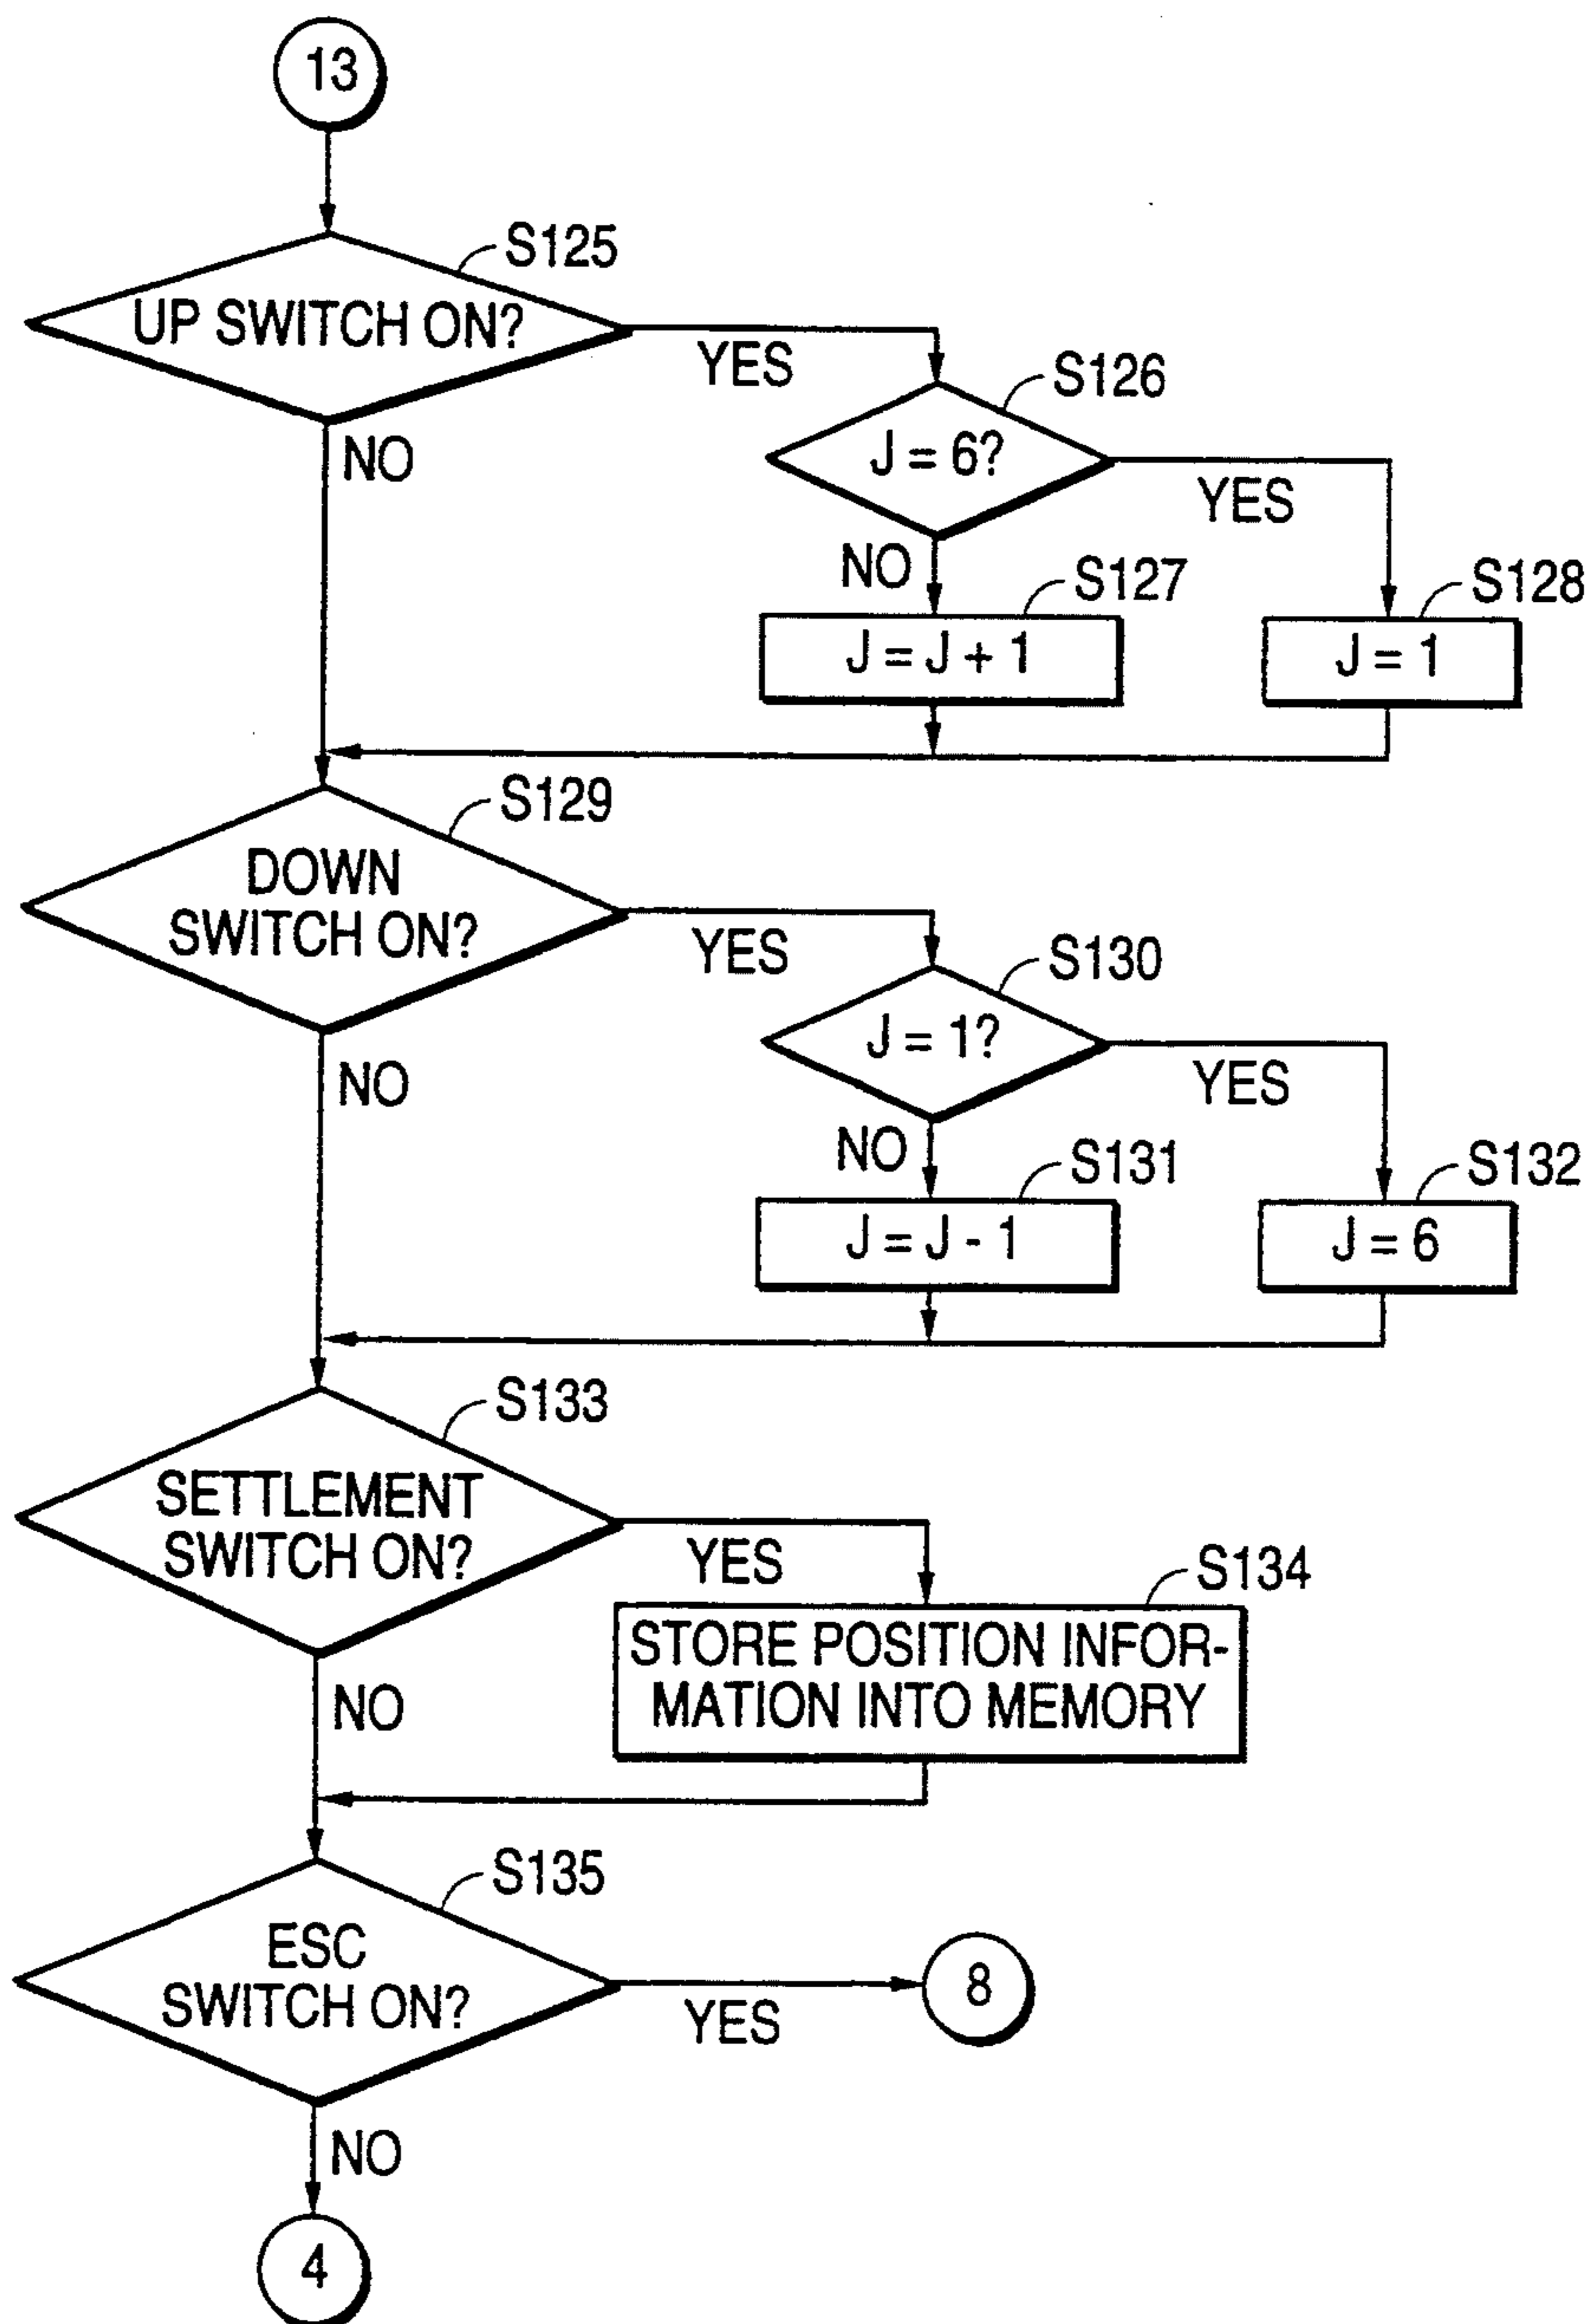 13
S125
UP SWITCH ON?
YES
S126
NO
J = 6?
YES
NO
S127
S128
J = J + 1
J = 1
S129
DOWN
SWITCH ON?
YES
S130
J = 1?
NO
YES
NO
S131
S132
J = J - 1
J = 6
S133
SETTLEMENT
SWITCH ON?
YES
S134
STORE POSITION INFOR-
MATION INTO MEMORY
NO
S135
ESC
SWITCH ON?
8
YES
NO
4